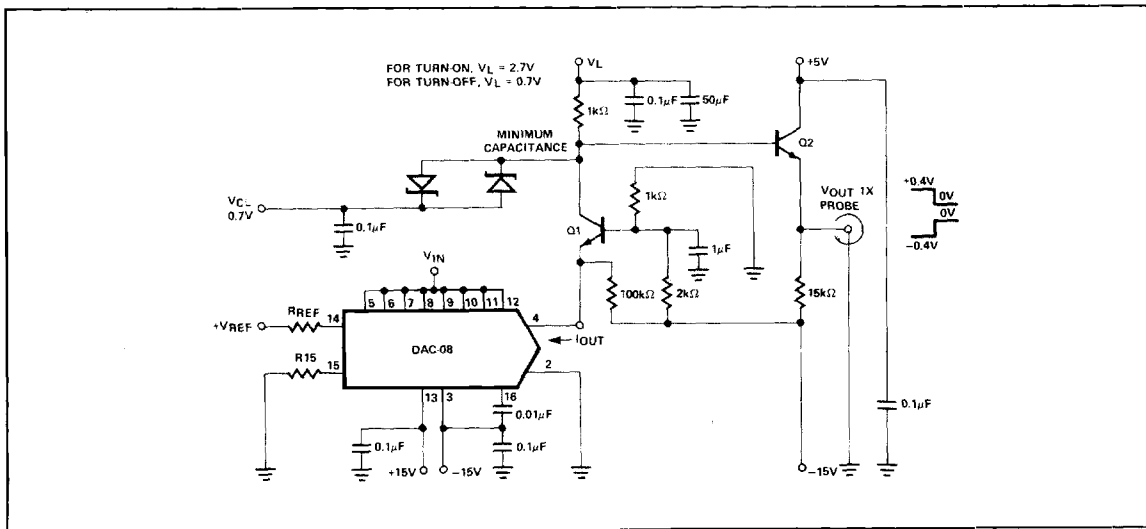 FOR TURN-ON, VL = 2.7V
FOR TURN-OFF, VL = 0.7V
VL
+5V
1kΩ
0.1µF
50µF
MINIMUM
CAPACITANCE
Q2
VCL
0.7V
0.1µF
1kΩ
VOUT 1X
PROBE
+0.4V
0V
0V
-0.4V
Q1
1µF
VIN
100kΩ
2kΩ
15kΩ
5 6 7 8 9 10 11 12
+VREF
RREF
14
4
IOUT
DAC-08
R15
15
2
13
3
16
0.01µF
0.1µF
0.1µF
0.1µF
+15V
-15V
-15V